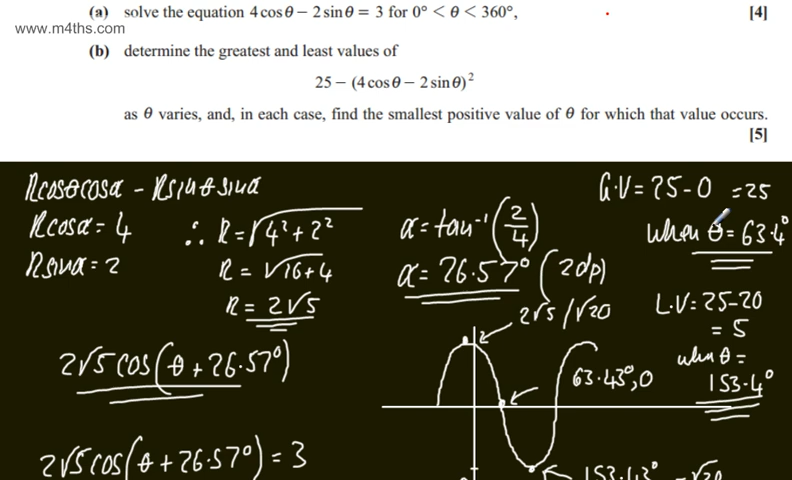 (a) solve the equation 4 cos θ − 2 sin θ = 3 for 0° < θ < 360°, [4]
www.m4ths.com
(b) determine the greatest and least values of
25 − (4 cos θ − 2 sin θ)²
as θ varies, and, in each case, find the smallest positive value of θ for which that value occurs.
[5]
Rcosθcosα − Rsinθsinα
Rcosα = 4
Rsinα = 2
∴ R = √4² + 2²
R = √16 + 4
R = 2√5
α = tan⁻¹(2/4)
α = 26.57° (2dp)
G.V = 25 − 0 = 25
when θ = 63.4°
L.V = 25 − 20
= 5
when θ =
153.4°
2√5 / √20
63.43°, 0
2√5 cos(θ + 26.57°)
2√5 cos(θ + 26.57°) = 3
153.43° − √20